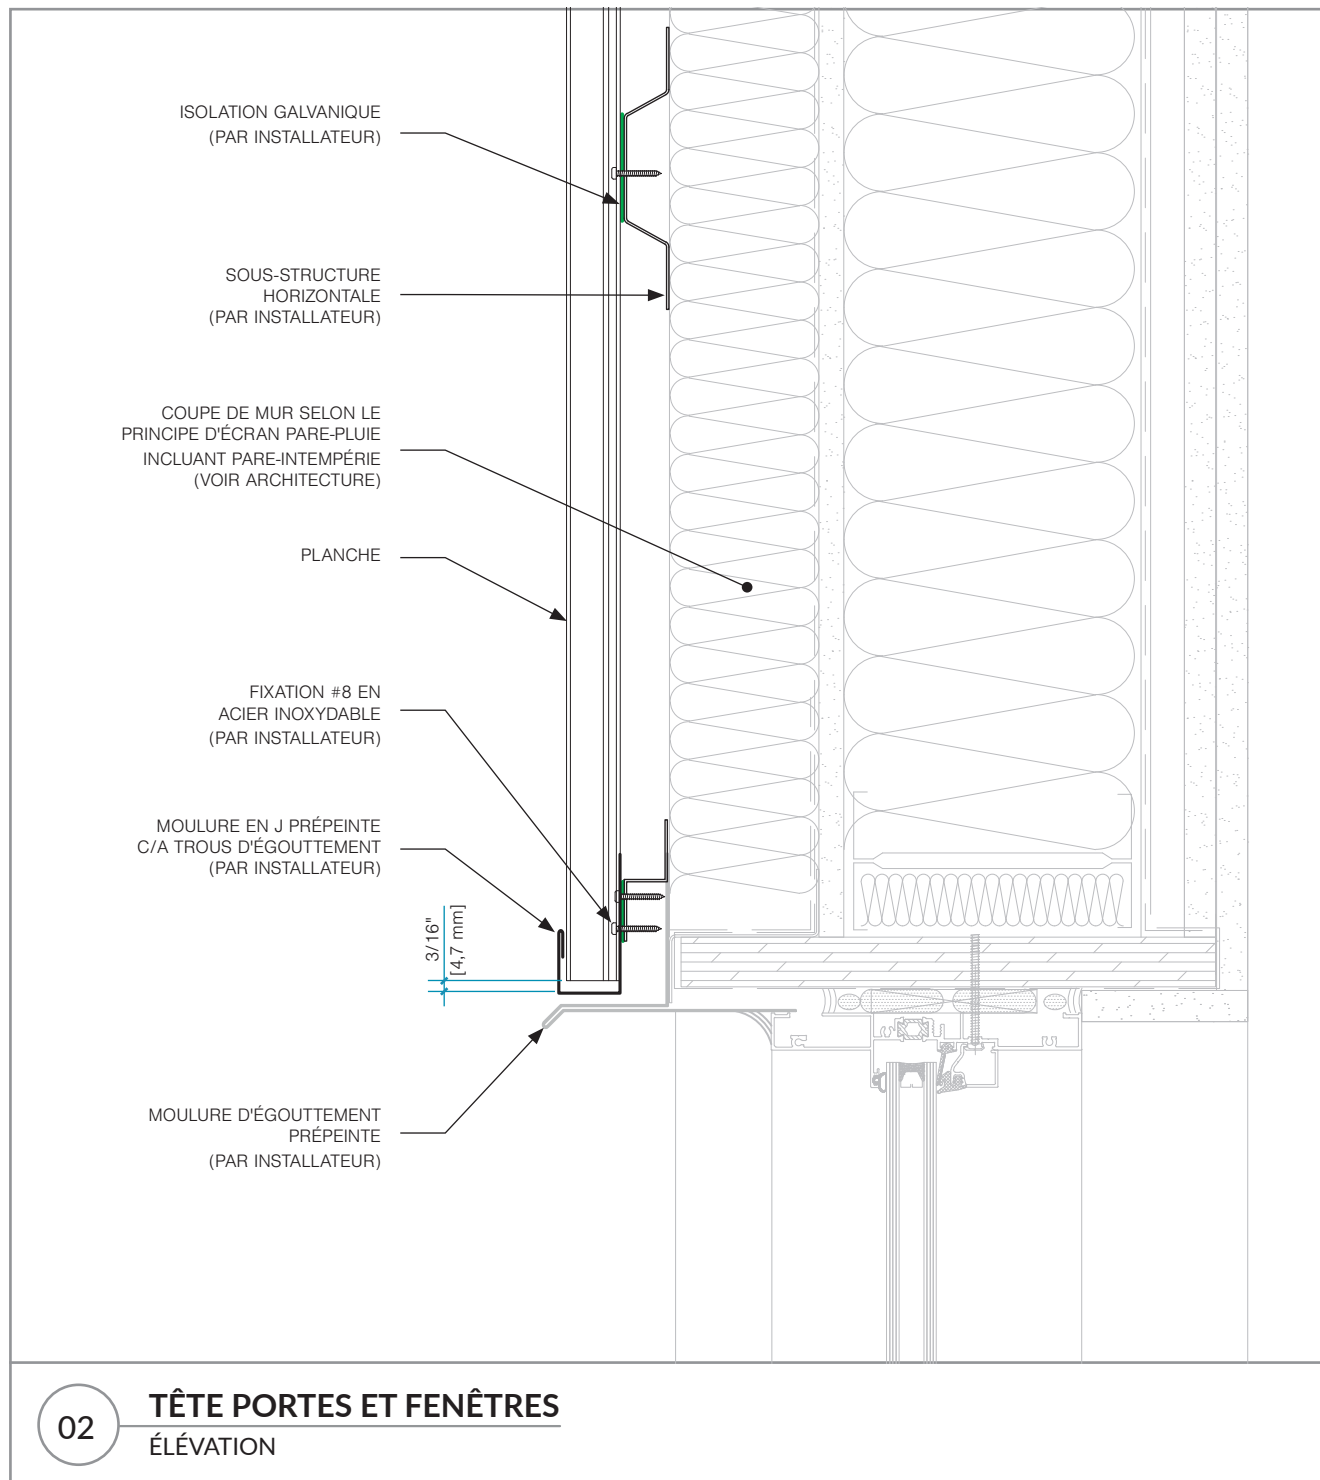 ISOLATION GALVANIQUE
(PAR INSTALLATEUR)
SOUS-STRUCTURE
HORIZONTALE
(PAR INSTALLATEUR)
COUPE DE MUR SELON LE
PRINCIPE D'ÉCRAN PARE-PLUIE
INCLUANT PARE-INTEMPÉRIE
(VOIR ARCHITECTURE)
PLANCHE
FIXATION #8 EN
ACIER INOXYDABLE
(PAR INSTALLATEUR)
MOULURE EN J PRÉPEINTE
C/A TROUS D'ÉGOUTTEMENT
(PAR INSTALLATEUR)
3/16"
[4,7 mm]
MOULURE D'ÉGOUTTEMENT
PRÉPEINTE
(PAR INSTALLATEUR)
02
TÊTE PORTES ET FENÊTRES
ÉLÉVATION